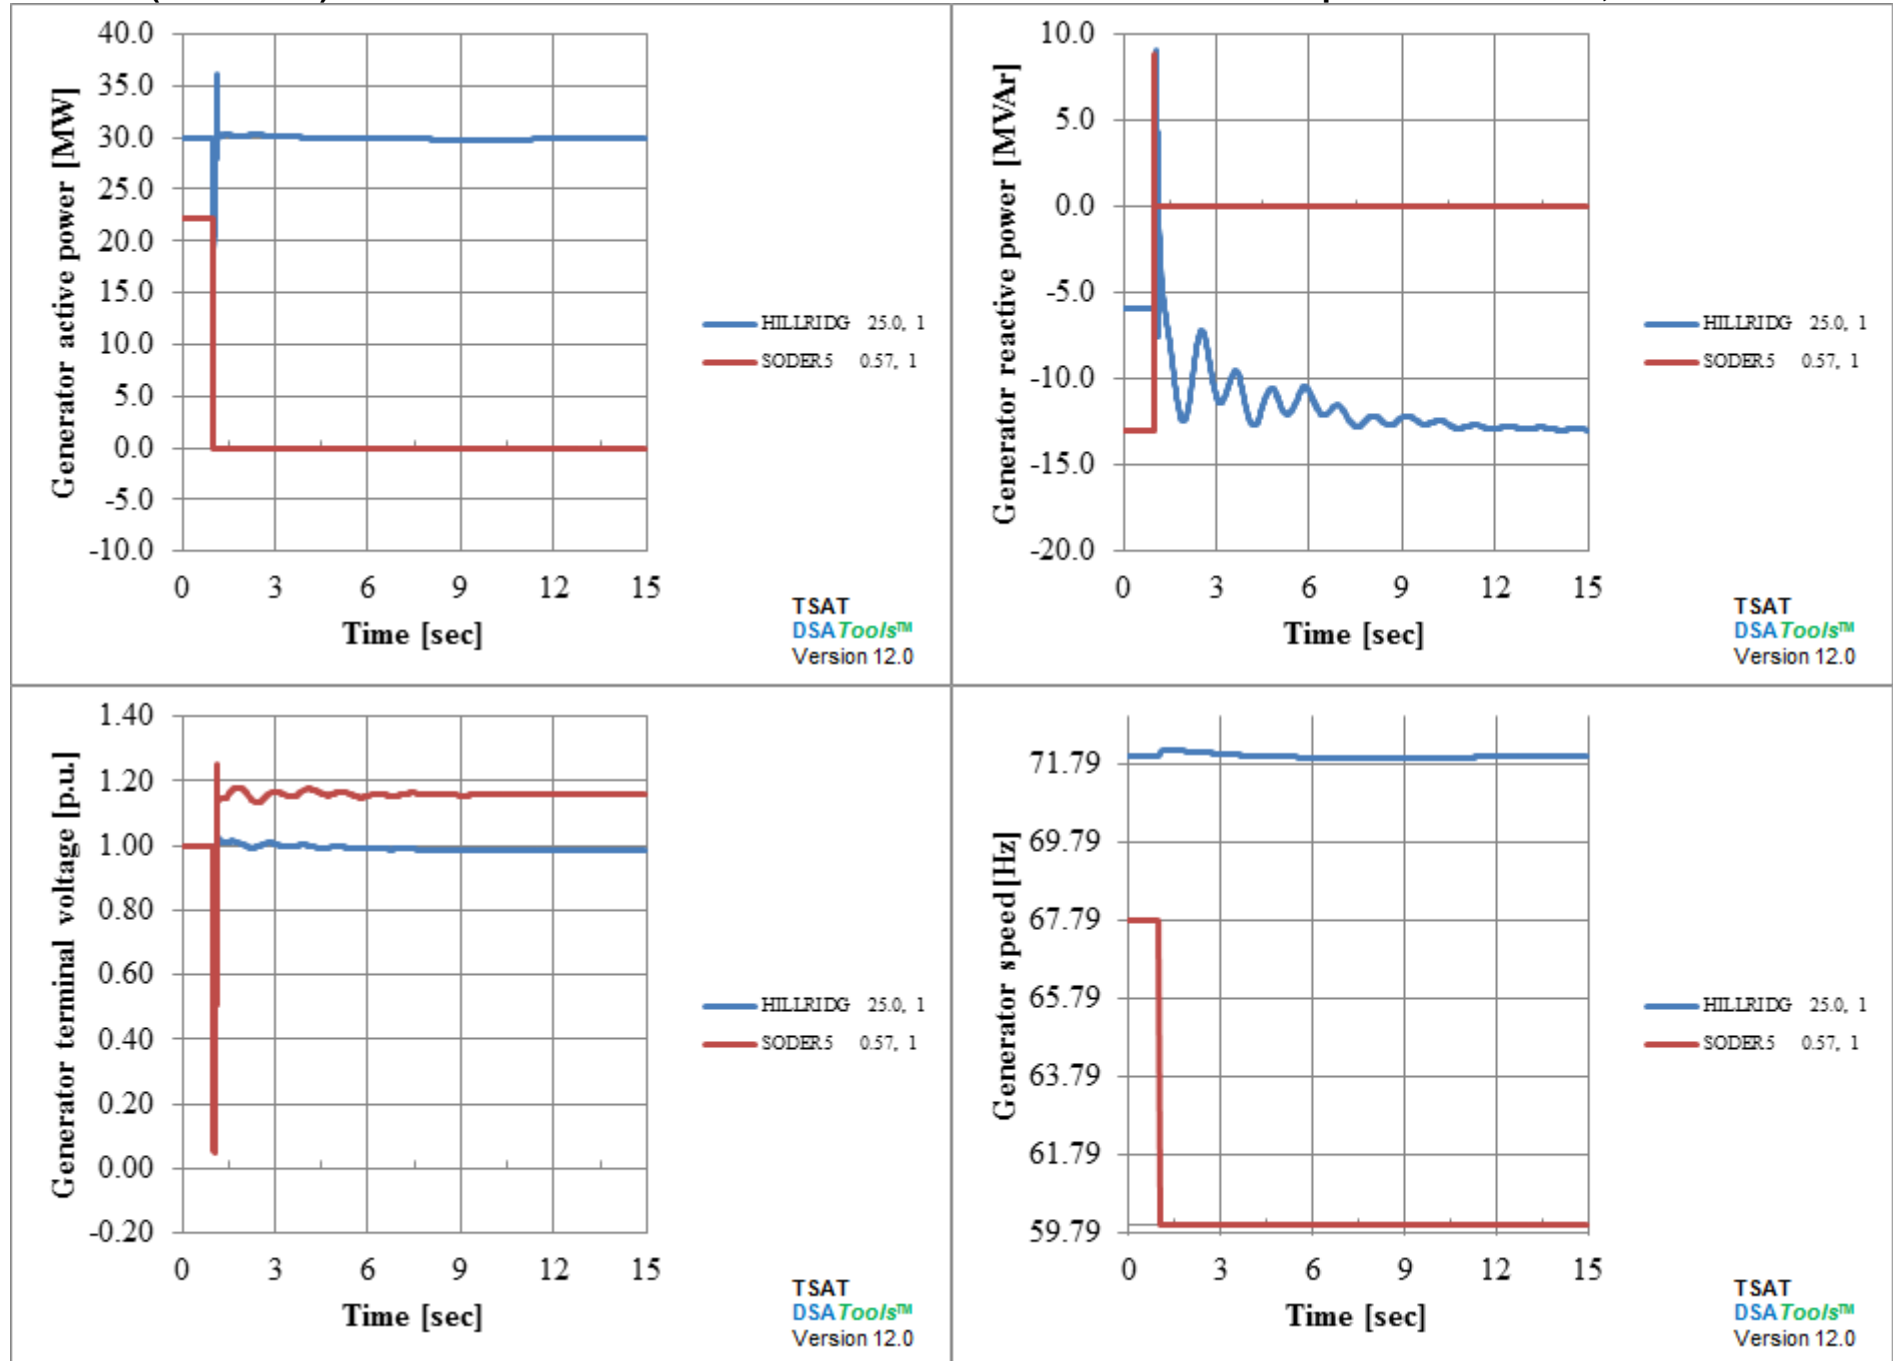 Generator active power [MW]
40.0
35.0
30.0
25.0
20.0
15.0
10.0
5.0
0.0
-5.0
-10.0
0 3 6 9 12 15
Time [sec]
HILLRIDG 25.0, 1
SODER5 0.57, 1
TSAT
DSATools™
Version 12.0
Generator reactive power [MVAr]
10.0
5.0
0.0
-5.0
-10.0
-15.0
-20.0
0 3 6 9 12 15
Time [sec]
HILLRIDG 25.0, 1
SODER5 0.57, 1
TSAT
DSATools™
Version 12.0
Generator terminal voltage [p.u.]
1.40
1.20
1.00
0.80
0.60
0.40
0.20
0.00
-0.20
0 3 6 9 12 15
Time [sec]
HILLRIDG 25.0, 1
SODER5 0.57, 1
TSAT
DSATools™
Version 12.0
Generator speed [Hz]
71.79
69.79
67.79
65.79
63.79
61.79
59.79
0 3 6 9 12 15
Time [sec]
HILLRIDG 25.0, 1
SODER5 0.57, 1
TSAT
DSATools™
Version 12.0